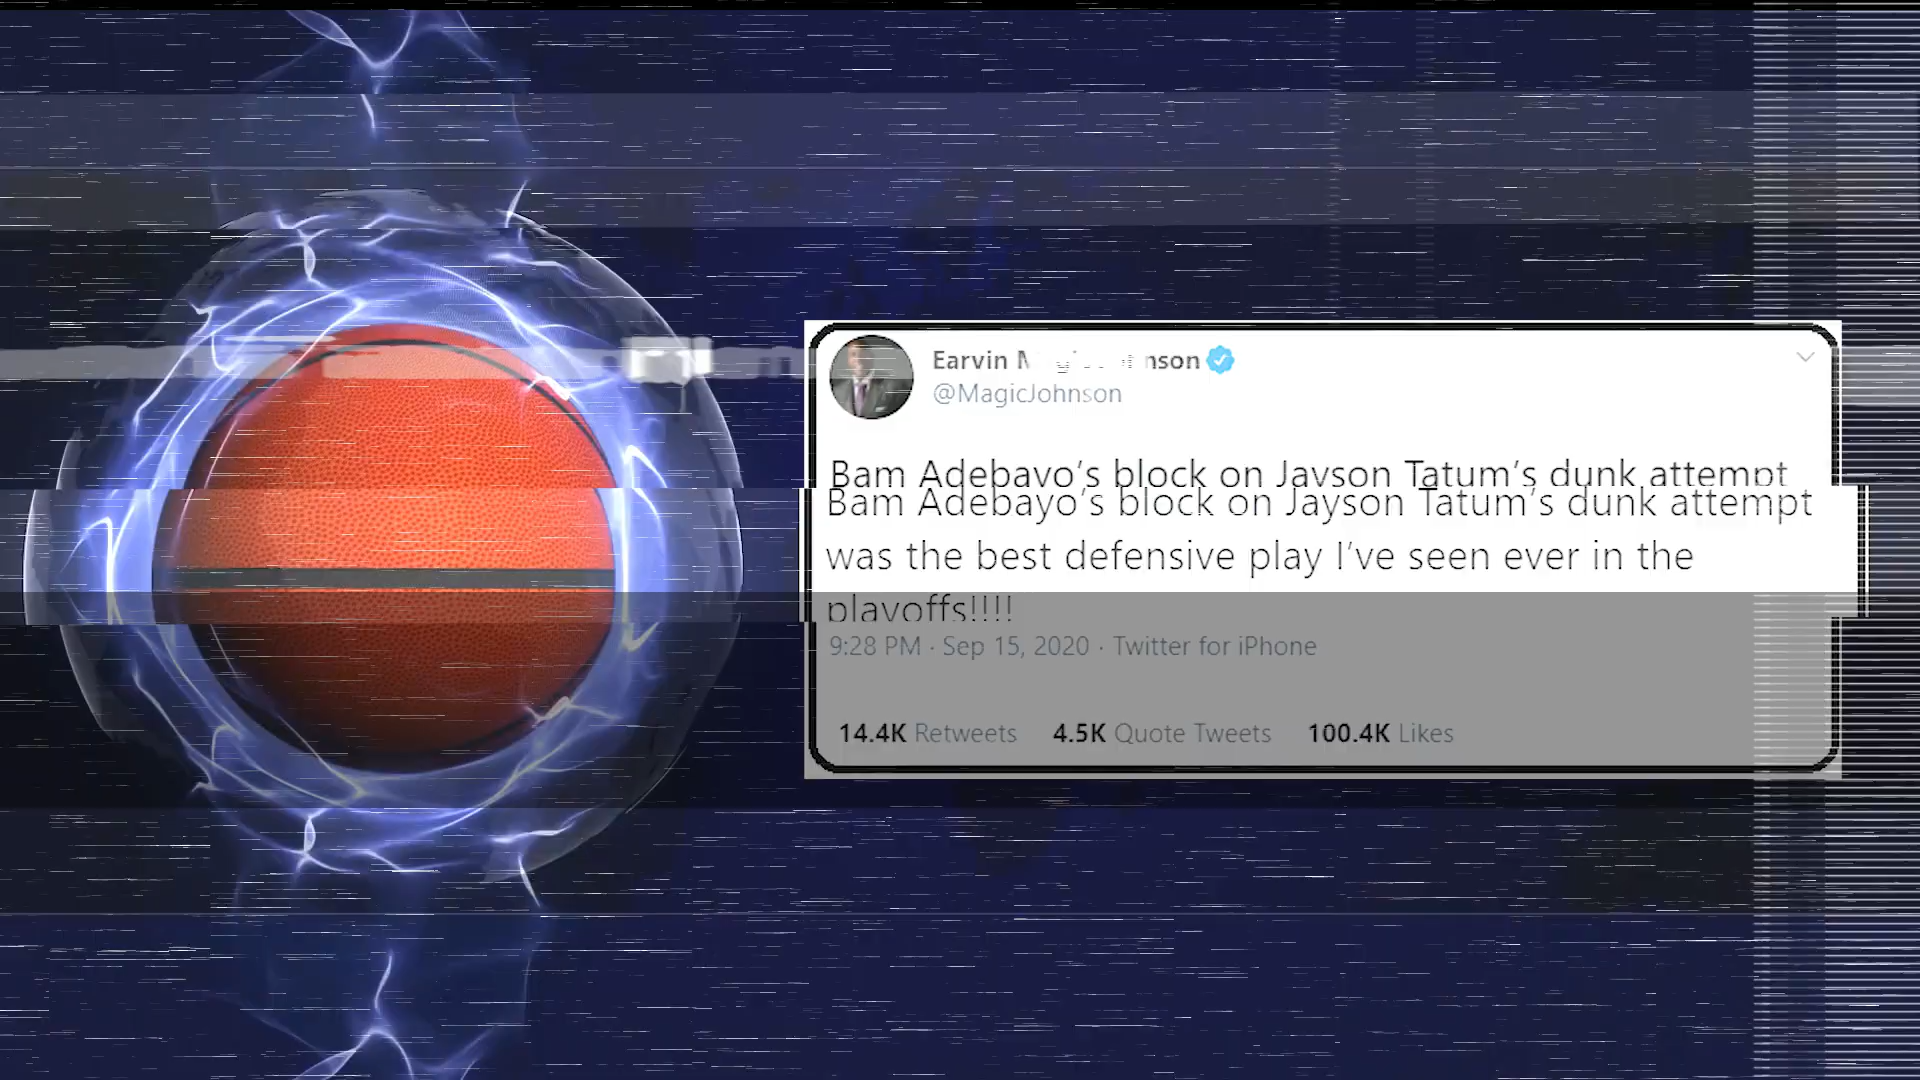 Earvin nson
@MagicJohnson
Bam Adebayo's block on Jayson Tatum's dunk attempt
Bam Adebayo's block on Jayson Tatum's dunk attempt
was the best defensive play I've seen ever in the
playoffs!!!!
9:28 PM · Sep 15, 2020 · Twitter for iPhone
14.4K Retweets 4.5K Quote Tweets 100.4K Likes